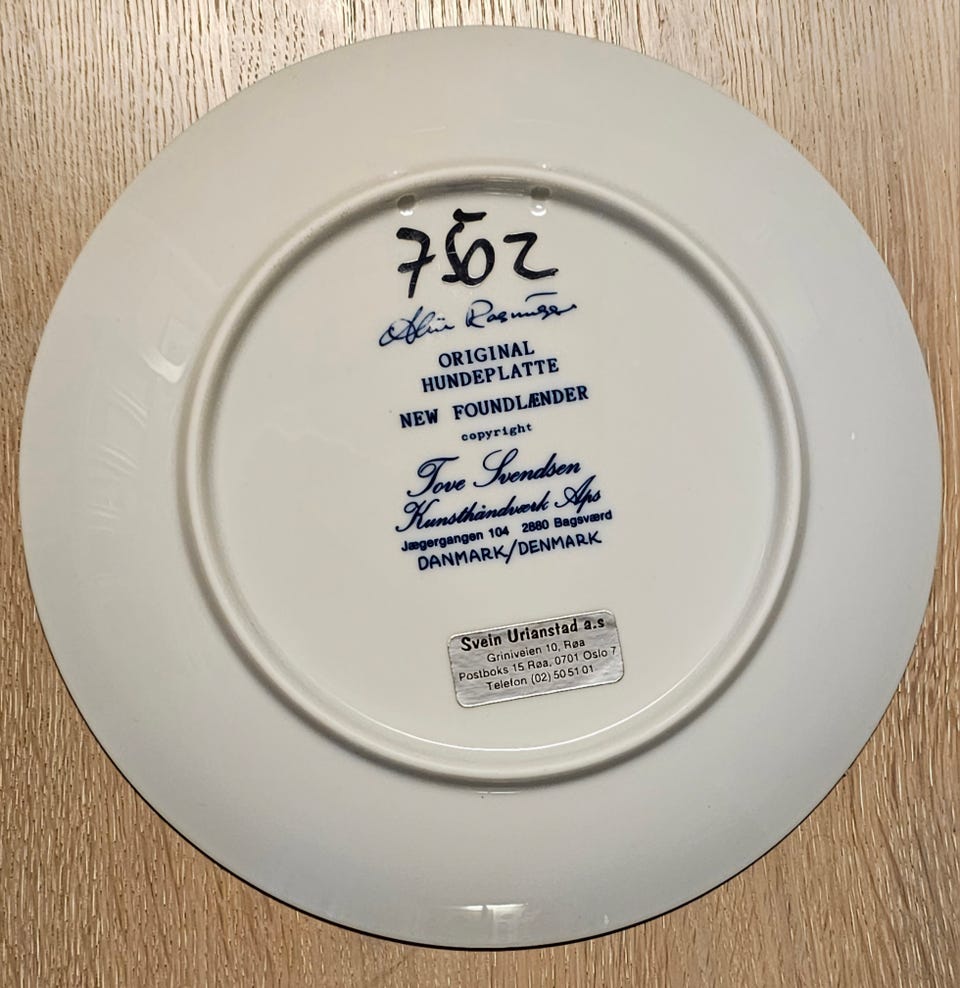 ORIGINAL
HUNDEPLATTE
NEW FOUNDLÆNDER
copyright
Tove Svendsen
Kunsthåndværk Aps
Jægergangen 104 2880 Bagsværd
DANMARK/DENMARK
Svein Urianstad a.s
Griniveien 10, Røa
Postboks 15 Røa, 0701 Oslo 7
Telefon (02) 50 51 01